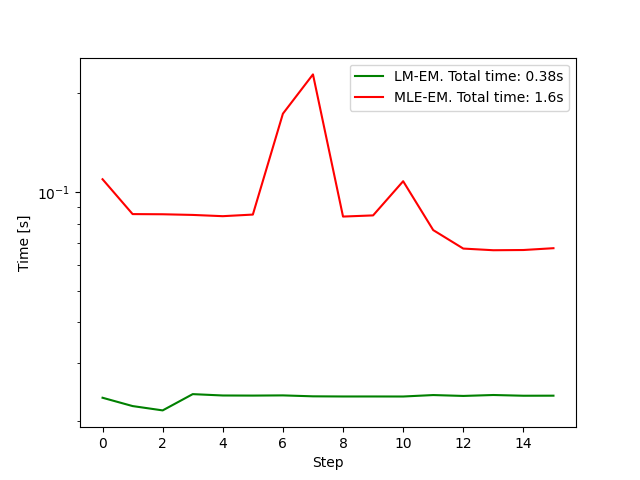 LM-EM. Total time: 0.38s
MLE-EM. Total time: 1.6s
10⁻¹
Time [s]
0 2 4 6 8 10 12 14
Step